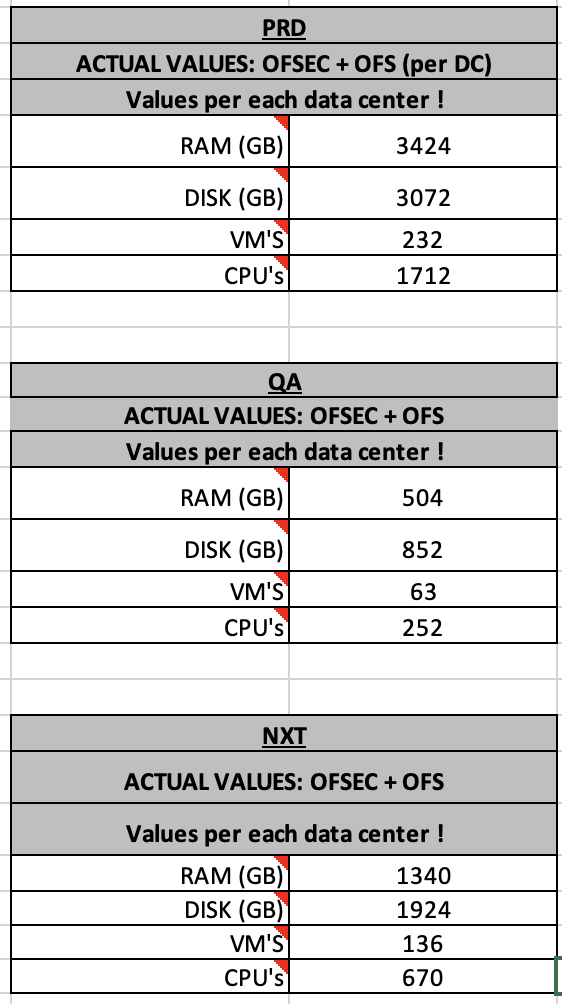 PRD
ACTUAL VALUES: OFSEC + OFS (per DC)
Values per each data center !
RAM (GB) 3424
DISK (GB) 3072
VM'S 232
CPU's 1712
QA
ACTUAL VALUES: OFSEC + OFS
Values per each data center !
RAM (GB) 504
DISK (GB) 852
VM'S 63
CPU's 252
NXT
ACTUAL VALUES: OFSEC + OFS
Values per each data center !
RAM (GB) 1340
DISK (GB) 1924
VM'S 136
CPU's 670